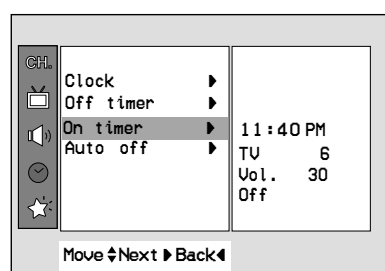 CH.
Clock
Off timer
On timer
Auto off
11:40 PM
TV 6
Vol. 30
Off
Move Next Back